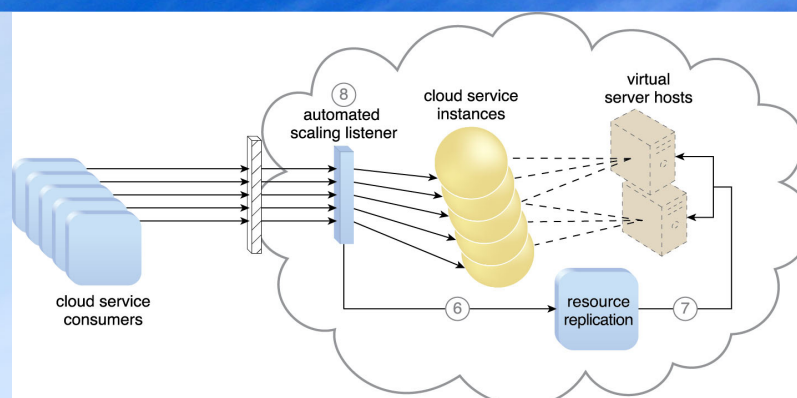 8
automated
scaling listener
cloud service
instances
virtual
server hosts
cloud service
consumers
6
resource
replication
7